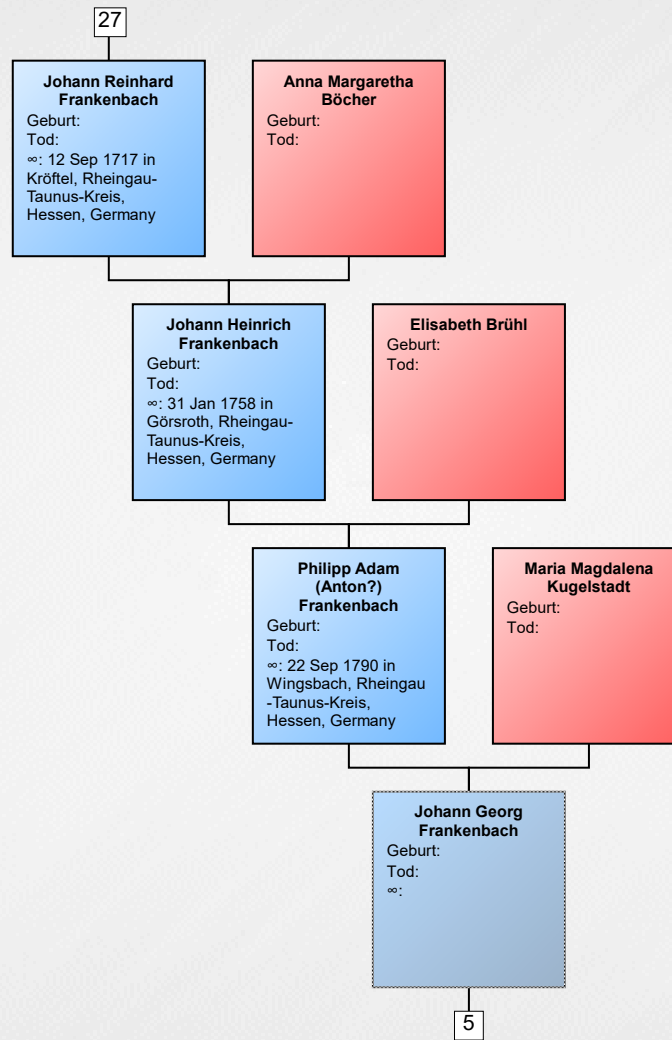 27
Johann Reinhard
Frankenbach
Geburt:
Tod:
∞: 12 Sep 1717 in
Kröftel, Rheingau-
Taunus-Kreis,
Hessen, Germany
Anna Margaretha
Böcher
Geburt:
Tod:
Johann Heinrich
Frankenbach
Geburt:
Tod:
∞: 31 Jan 1758 in
Görsroth, Rheingau-
Taunus-Kreis,
Hessen, Germany
Elisabeth Brühl
Geburt:
Tod:
Philipp Adam
(Anton?)
Frankenbach
Geburt:
Tod:
∞: 22 Sep 1790 in
Wingsbach, Rheingau
-Taunus-Kreis,
Hessen, Germany
Maria Magdalena
Kugelstadt
Geburt:
Tod:
Johann Georg
Frankenbach
Geburt:
Tod:
∞:
5